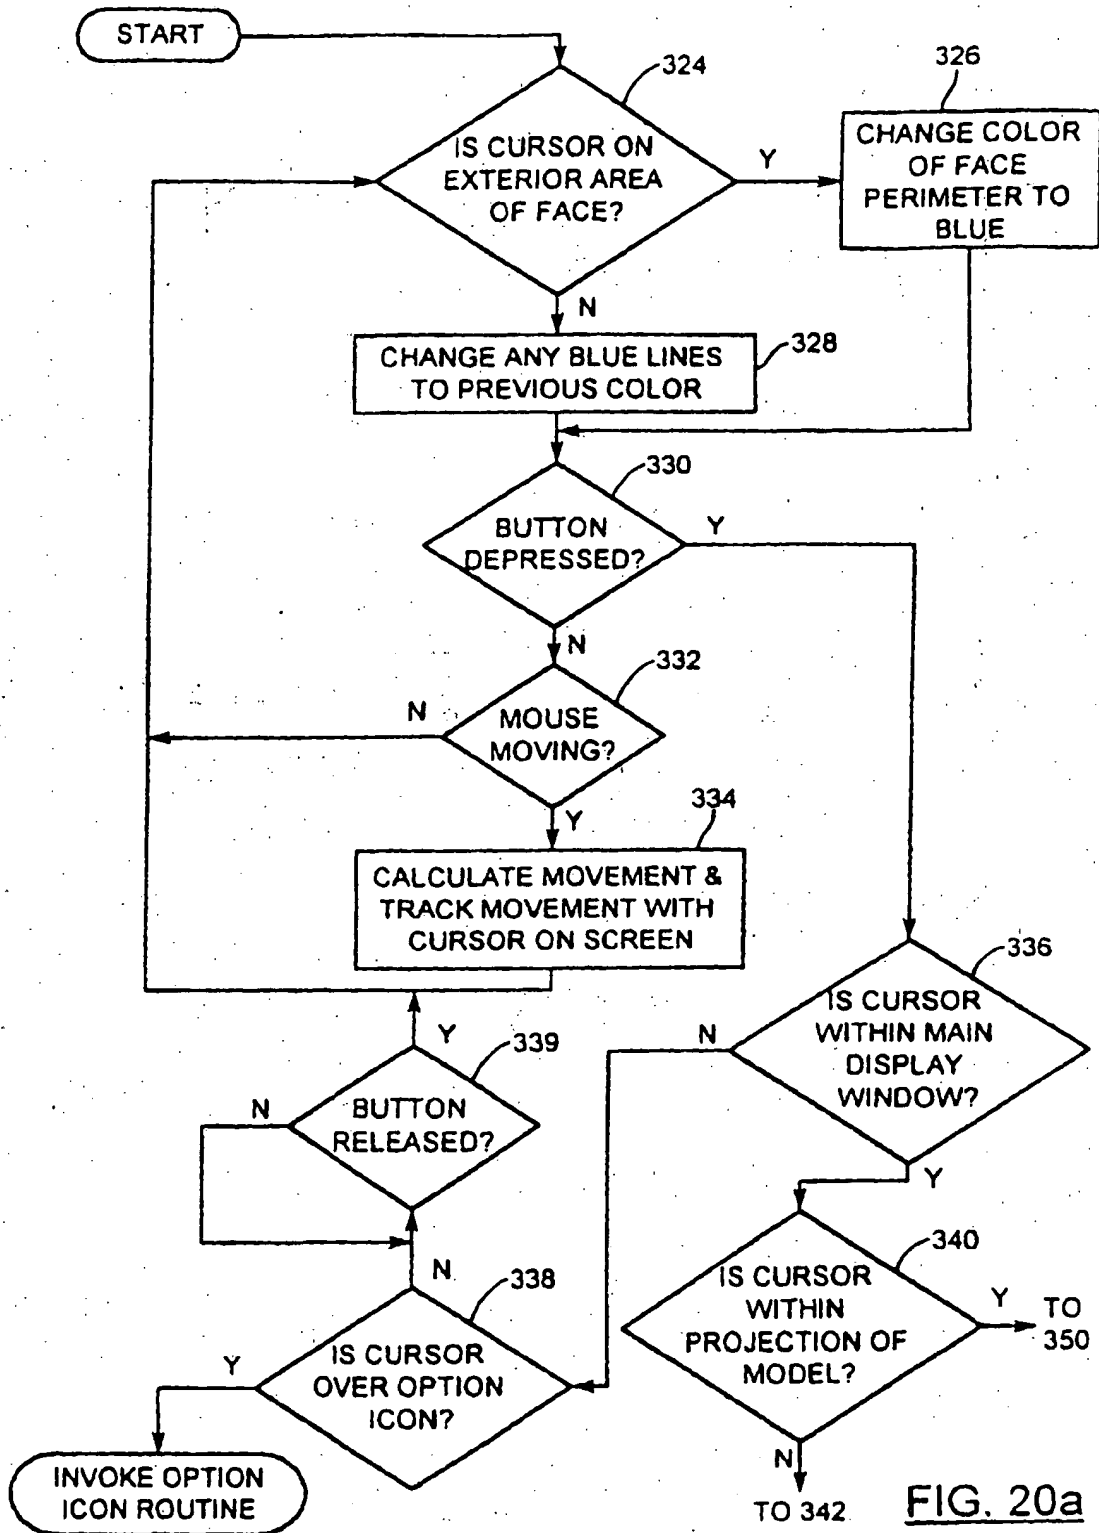 START
324
IS CURSOR ON
EXTERIOR AREA
OF FACE?
Y
326
CHANGE COLOR
OF FACE
PERIMETER TO
BLUE
N
CHANGE ANY BLUE LINES
TO PREVIOUS COLOR
328
330
BUTTON
DEPRESSED?
Y
N
332
MOUSE
MOVING?
N
Y
334
CALCULATE MOVEMENT &
TRACK MOVEMENT WITH
CURSOR ON SCREEN
336
IS CURSOR
WITHIN MAIN
DISPLAY
WINDOW?
N
Y
Y
339
BUTTON
RELEASED?
N
N
338
IS CURSOR
OVER OPTION
ICON?
Y
INVOKE OPTION
ICON ROUTINE
340
IS CURSOR
WITHIN
PROJECTION OF
MODEL?
Y
TO
350
N
TO 342
FIG. 20a